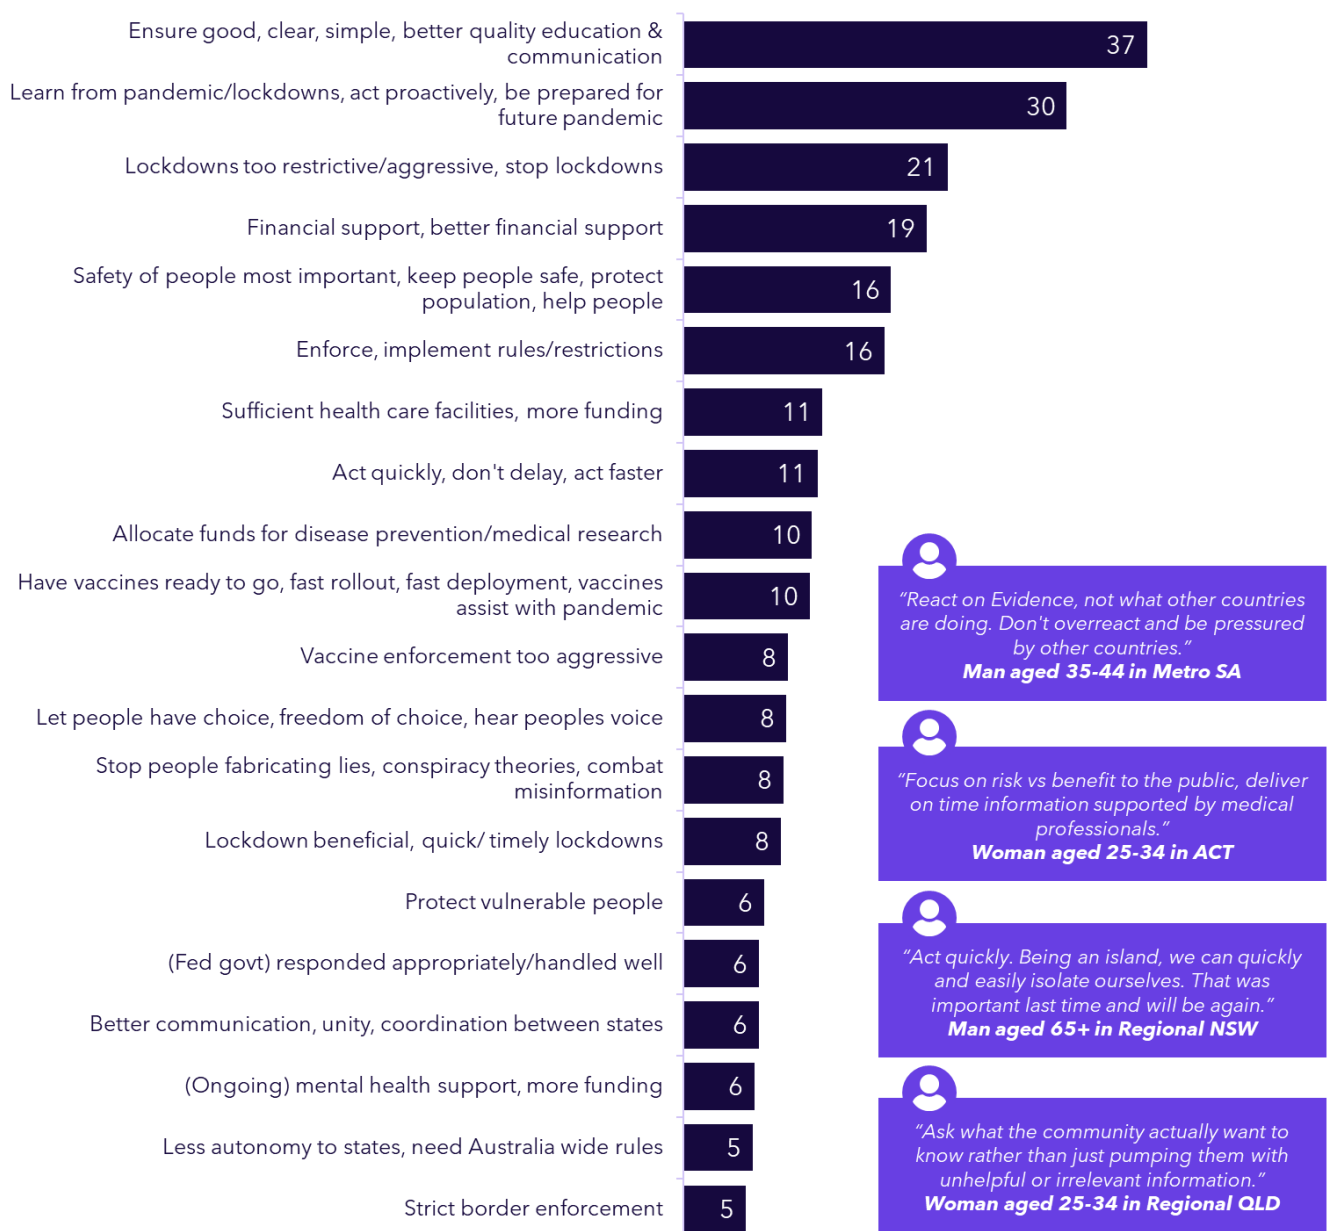 Ensure good, clear, simple, better quality education &
communication
37
Learn from pandemic/lockdowns, act proactively, be prepared for
future pandemic
30
Lockdowns too restrictive/aggressive, stop lockdowns
21
Financial support, better financial support
19
Safety of people most important, keep people safe, protect
population, help people
16
Enforce, implement rules/restrictions
16
Sufficient health care facilities, more funding
11
Act quickly, don't delay, act faster
11
Allocate funds for disease prevention/medical research
10
Have vaccines ready to go, fast rollout, fast deployment, vaccines
assist with pandemic
10
Vaccine enforcement too aggressive
8
Let people have choice, freedom of choice, hear peoples voice
8
Stop people fabricating lies, conspiracy theories, combat
misinformation
8
Lockdown beneficial, quick/ timely lockdowns
8
Protect vulnerable people
6
(Fed govt) responded appropriately/handled well
6
Better communication, unity, coordination between states
6
(Ongoing) mental health support, more funding
6
Less autonomy to states, need Australia wide rules
5
Strict border enforcement
5
“React on Evidence, not what other countries
are doing. Don't overreact and be pressured
by other countries.”
Man aged 35-44 in Metro SA
“Focus on risk vs benefit to the public, deliver
on time information supported by medical
professionals.”
Woman aged 25-34 in ACT
“Act quickly. Being an island, we can quickly
and easily isolate ourselves. That was
important last time and will be again.”
Man aged 65+ in Regional NSW
“Ask what the community actually want to
know rather than just pumping them with
unhelpful or irrelevant information.”
Woman aged 25-34 in Regional QLD